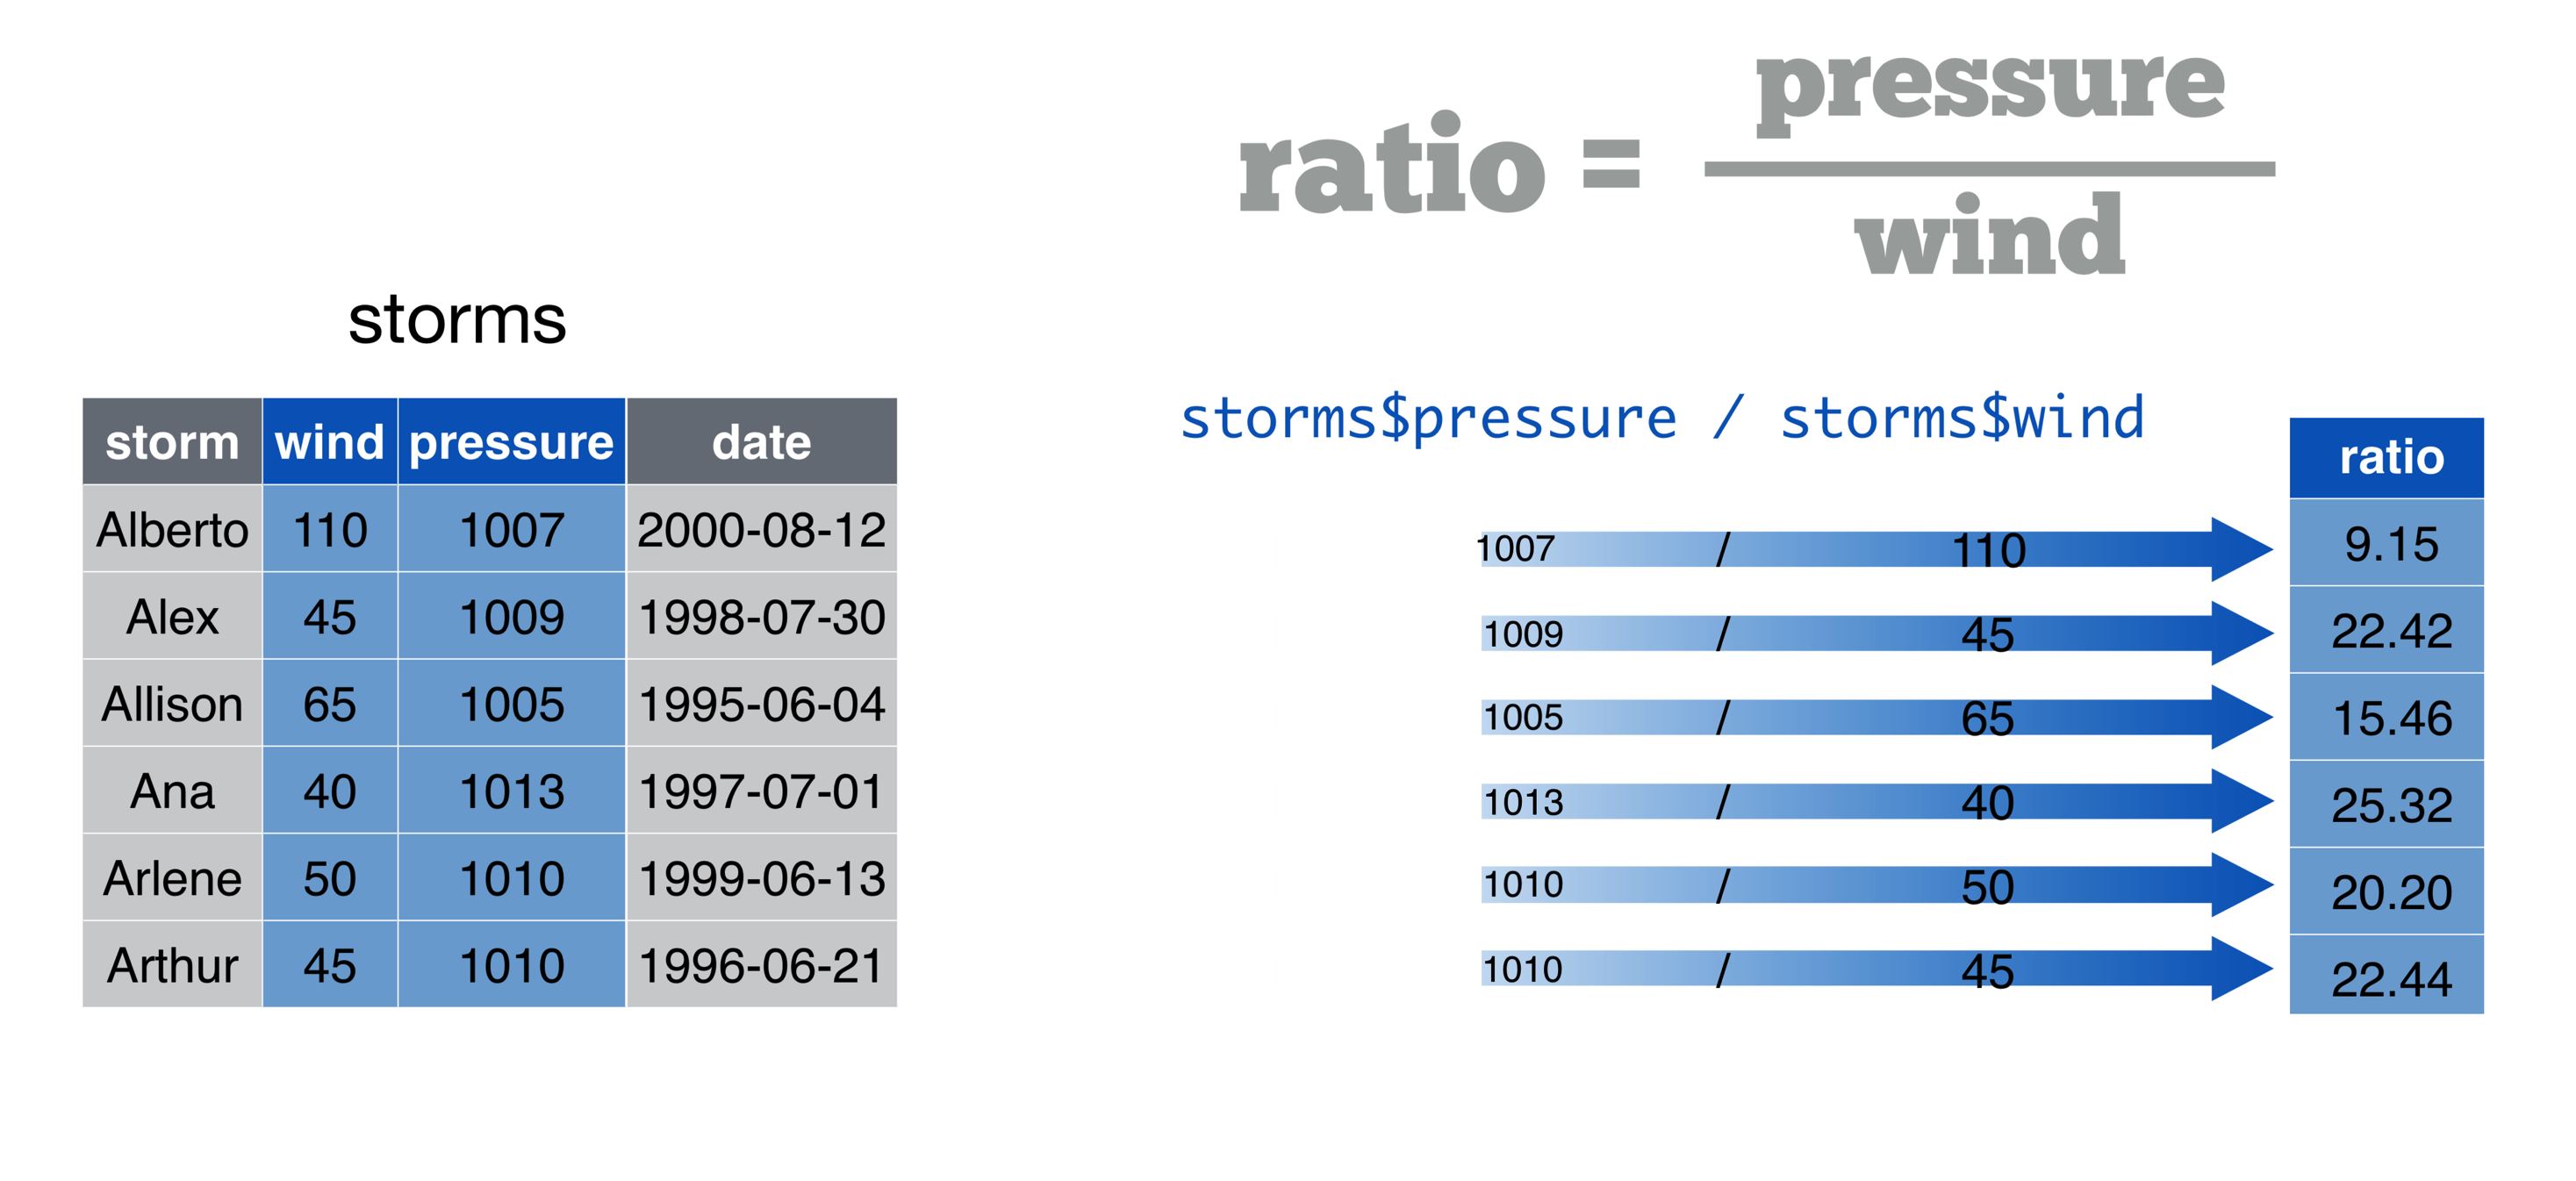 ratio = pressure
wind
storms
storm wind pressure date
Alberto 110 1007 2000-08-12
Alex 45 1009 1998-07-30
Allison 65 1005 1995-06-04
Ana 40 1013 1997-07-01
Arlene 50 1010 1999-06-13
Arthur 45 1010 1996-06-21
storms$pressure / storms$wind
ratio
1007 / 110 9.15
1009 / 45 22.42
1005 / 65 15.46
1013 / 40 25.32
1010 / 50 20.20
1010 / 45 22.44